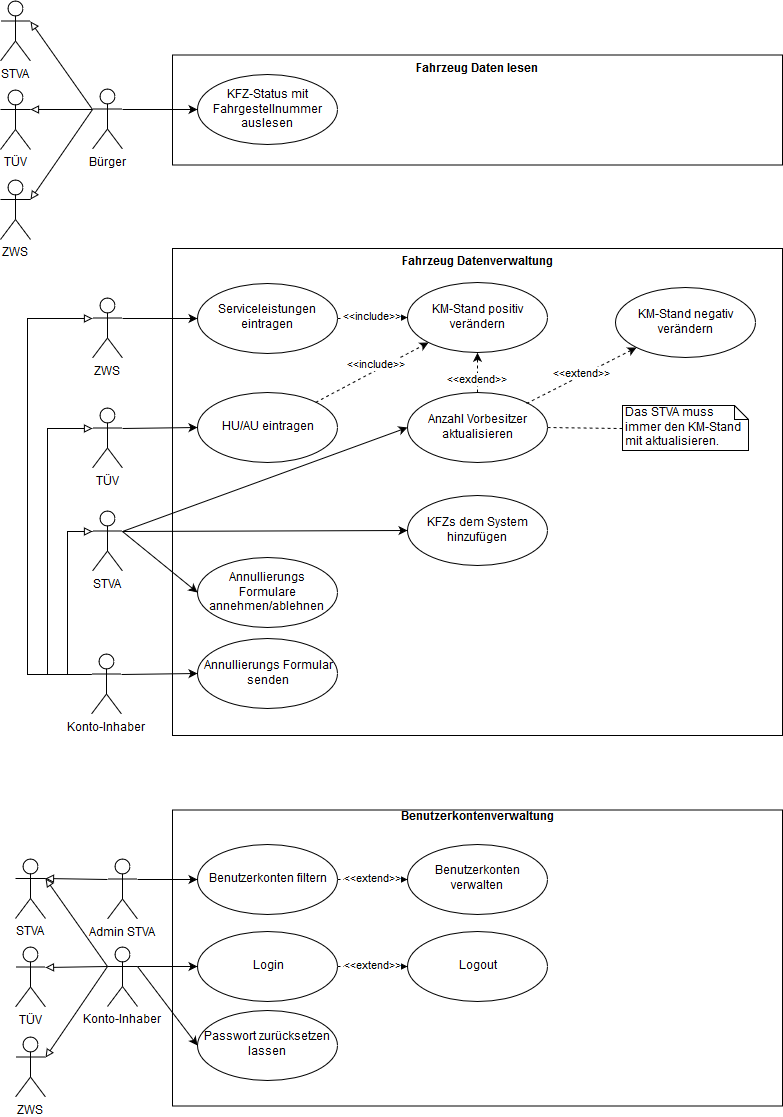 STVA
TÜV
ZWS
Bürger
Fahrzeug Daten lesen
KFZ-Status mit
Fahrgestellnummer
auslesen
Fahrzeug Datenverwaltung
ZWS
Serviceleistungen
eintragen
<<include>>
KM-Stand positiv
verändern
KM-Stand negativ
verändern
<<include>>
<<exdend>>
<<extend>>
TÜV
HU/AU eintragen
Anzahl Vorbesitzer
aktualisieren
Das STVA muss
immer den KM-Stand
mit aktualisieren.
STVA
KFZs dem System
hinzufügen
Annullierungs
Formulare
annehmen/ablehnen
Konto-Inhaber
Annullierungs Formular
senden
Benutzerkontenverwaltung
STVA
Admin STVA
Benutzerkonten filtern
<<extend>>
Benutzerkonten
verwalten
TÜV
Konto-Inhaber
Login
<<extend>>
Logout
Passwort zurücksetzen
lassen
ZWS